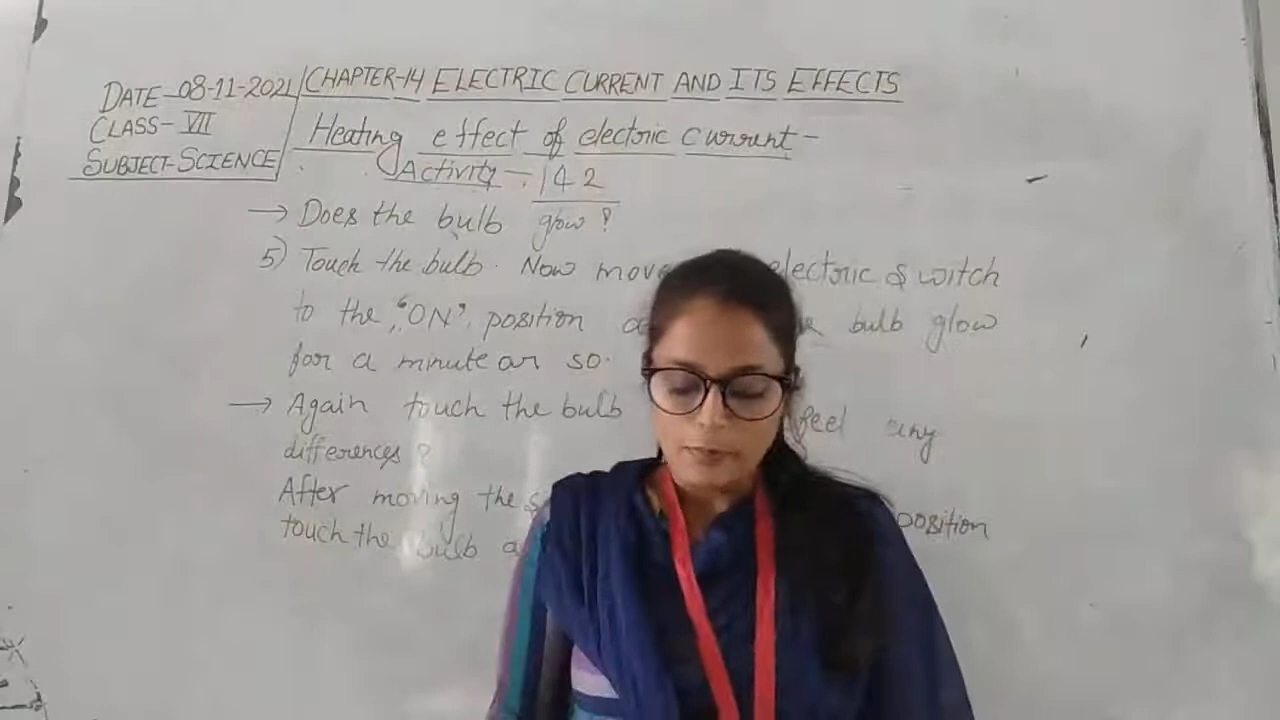 DATE-08-11-2021
CLASS-VII
SUBJECT-SCIENCE
CHAPTER-14 ELECTRIC CURRENT AND ITS EFFECTS
Heating effect of electric current-
Activity-142
→ Does the bulb glow?
5) Touch the bulb. Now move electric switch
to the "ON" position bulb glow
for a minute or so.
→ Again touch the bulb feel any
differences?
After moving the position
touch the bulb